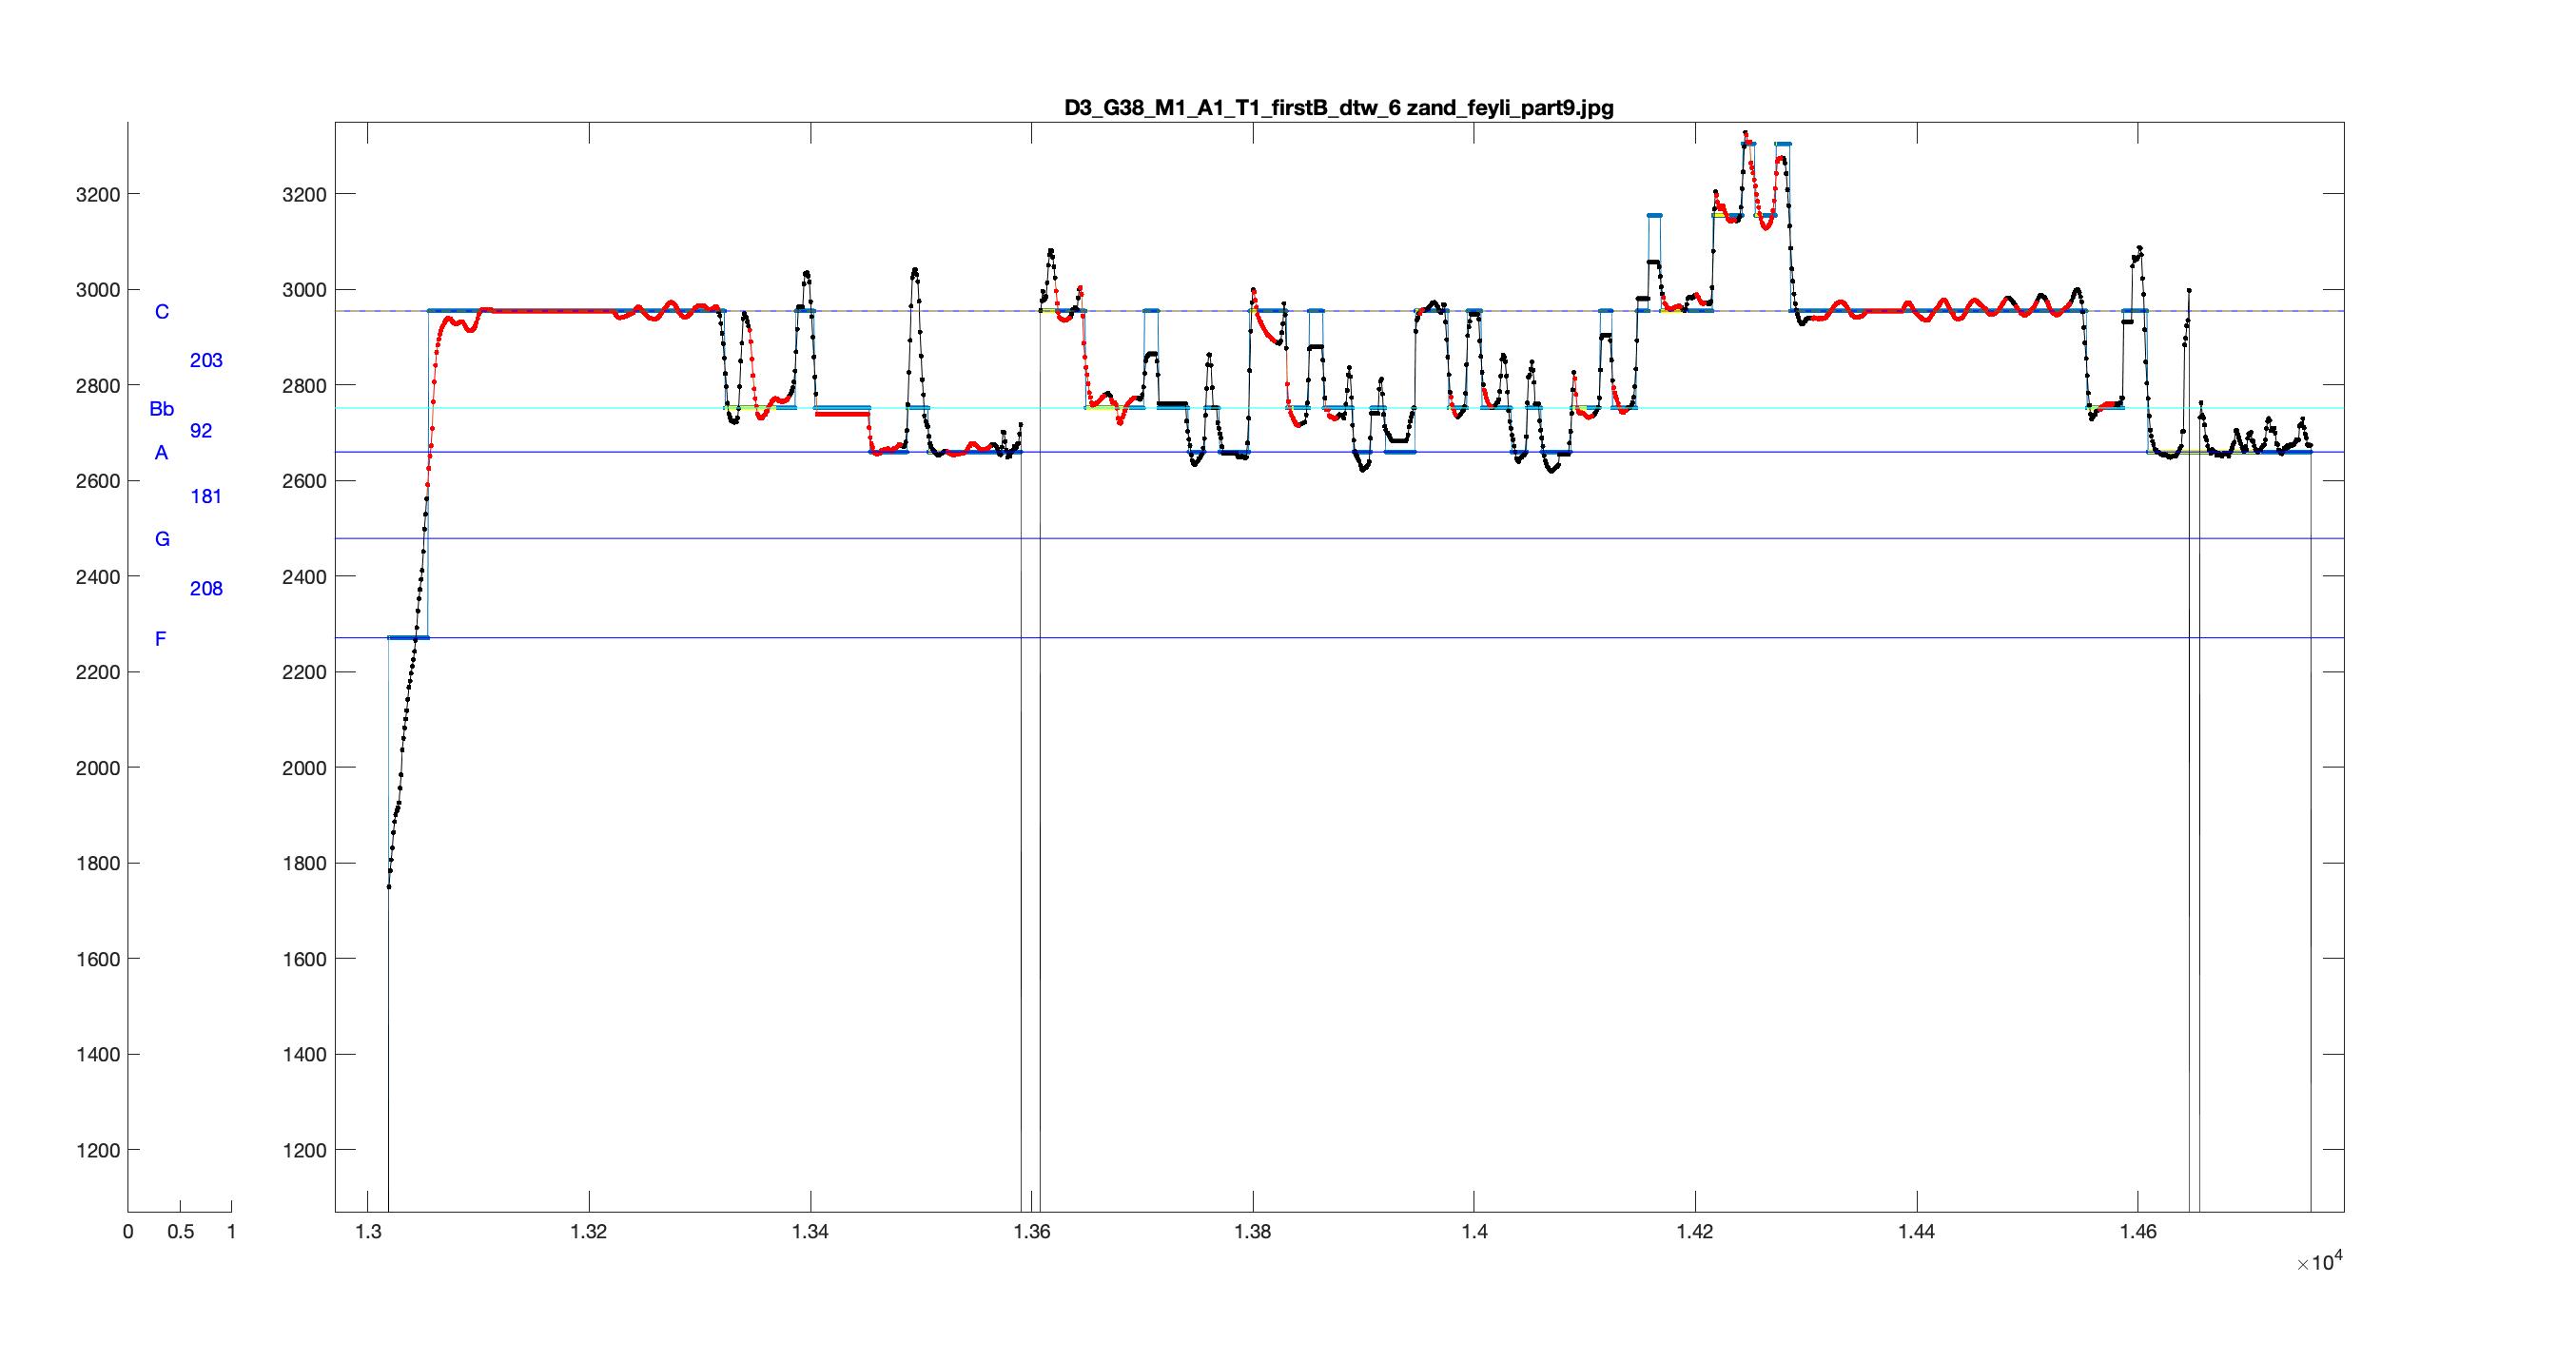 D3_G38_M1_A1_T1_firstB_dtw_6 zand_feyli_part9.jpg
3200 3200
3000 3000
C
203
2800 2800
Bb
92
A
2600 2600
181
G
2400 2400
208
F
2200 2200
2000 2000
1800 1800
1600 1600
1400 1400
1200 1200
0 0.5 1 1.3 1.32 1.34 1.36 1.38 1.4 1.42 1.44 1.46
×10⁴